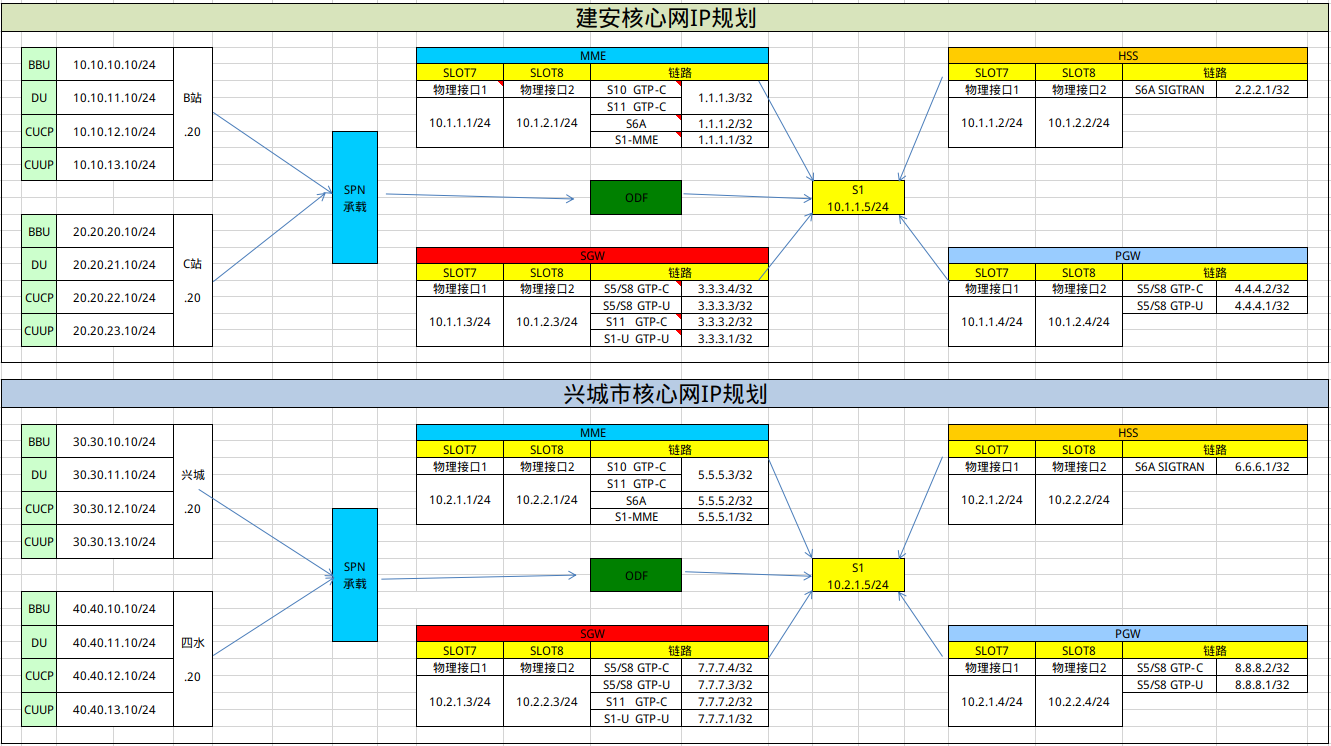 建安核心网IP规划
BBU 10.10.10.10/24
DU 10.10.11.10/24
CUCP 10.10.12.10/24
CUUP 10.10.13.10/24
B站
.20
BBU 20.20.20.10/24
DU 20.20.21.10/24
CUCP 20.20.22.10/24
CUUP 20.20.23.10/24
C站
.20
SPN
承载
MME
SLOT7 SLOT8 链路
物理接口1 物理接口2 S10 GTP-C 1.1.1.3/32
S11 GTP-C
10.1.1.1/24 10.1.2.1/24 S6A 1.1.1.2/32
S1-MME 1.1.1.1/32
ODF
SGW
SLOT7 SLOT8 链路
物理接口1 物理接口2 S5/S8 GTP-C 3.3.3.4/32
S5/S8 GTP-U 3.3.3.3/32
10.1.1.3/24 10.1.2.3/24 S11 GTP-C 3.3.3.2/32
S1-U GTP-U 3.3.3.1/32
S1
10.1.1.5/24
HSS
SLOT7 SLOT8 链路
物理接口1 物理接口2 S6A SIGTRAN 2.2.2.1/32
10.1.1.2/24 10.1.2.2/24
PGW
SLOT7 SLOT8 链路
物理接口1 物理接口2 S5/S8 GTP-C 4.4.4.2/32
S5/S8 GTP-U 4.4.4.1/32
10.1.1.4/24 10.1.2.4/24
兴城市核心网IP规划
BBU 30.30.10.10/24
DU 30.30.11.10/24
CUCP 30.30.12.10/24
CUUP 30.30.13.10/24
兴城
.20
BBU 40.40.10.10/24
DU 40.40.11.10/24
CUCP 40.40.12.10/24
CUUP 40.40.13.10/24
四水
.20
SPN
承载
MME
SLOT7 SLOT8 链路
物理接口1 物理接口2 S10 GTP-C 5.5.5.3/32
S11 GTP-C
10.2.1.1/24 10.2.2.1/24 S6A 5.5.5.2/32
S1-MME 5.5.5.1/32
ODF
SGW
SLOT7 SLOT8 链路
物理接口1 物理接口2 S5/S8 GTP-C 7.7.7.4/32
S5/S8 GTP-U 7.7.7.3/32
10.2.1.3/24 10.2.2.3/24 S11 GTP-C 7.7.7.2/32
S1-U GTP-U 7.7.7.1/32
S1
10.2.1.5/24
HSS
SLOT7 SLOT8 链路
物理接口1 物理接口2 S6A SIGTRAN 6.6.6.1/32
10.2.1.2/24 10.2.2.2/24
PGW
SLOT7 SLOT8 链路
物理接口1 物理接口2 S5/S8 GTP-C 8.8.8.2/32
S5/S8 GTP-U 8.8.8.1/32
10.2.1.4/24 10.2.2.4/24